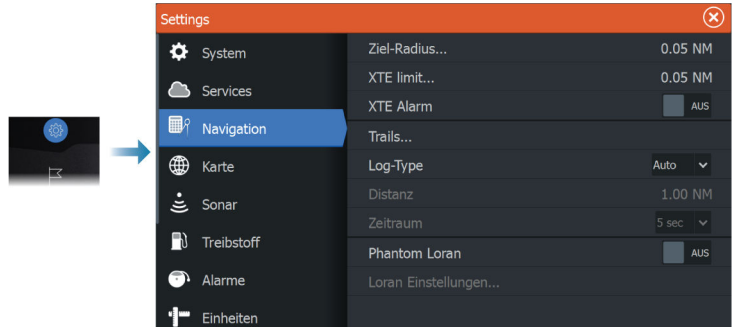 Settings
System
Services
Navigation
Karte
Sonar
Treibstoff
Alarme
Einheiten
Ziel-Radius... 0.05 NM
XTE limit... 0.05 NM
XTE Alarm AUS
Trails...
Log-Type Auto
Distanz 1.00 NM
Zeitraum 5 sec
Phantom Loran AUS
Loran Einstellungen...